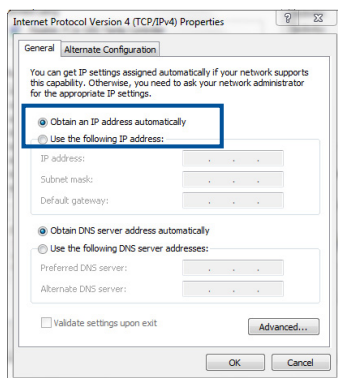 Internet Protocol Version 4 (TCP/IPv4) Properties
General Alternate Configuration
You can get IP settings assigned automatically if your network supports
this capability. Otherwise, you need to ask your network administrator
for the appropriate IP settings.
Obtain an IP address automatically
Use the following IP address:
IP address:
Subnet mask:
Default gateway:
Obtain DNS server address automatically
Use the following DNS server addresses:
Preferred DNS server:
Alternate DNS server:
Validate settings upon exit
Advanced...
OK Cancel